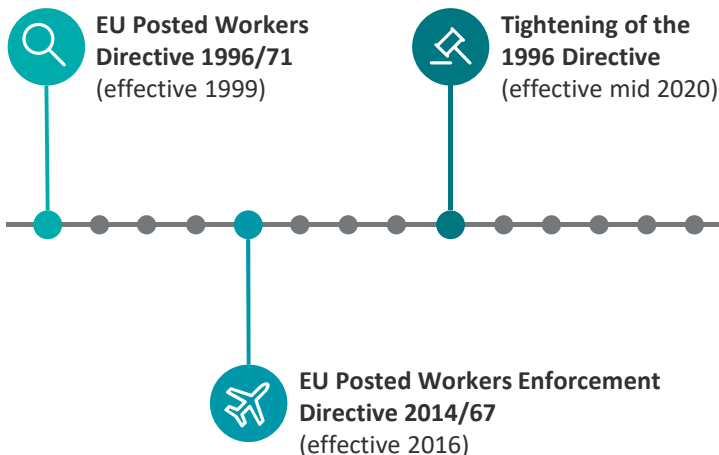 EU Posted Workers
Directive 1996/71
(effective 1999)
Tightening of the
1996 Directive
(effective mid 2020)
EU Posted Workers Enforcement
Directive 2014/67
(effective 2016)